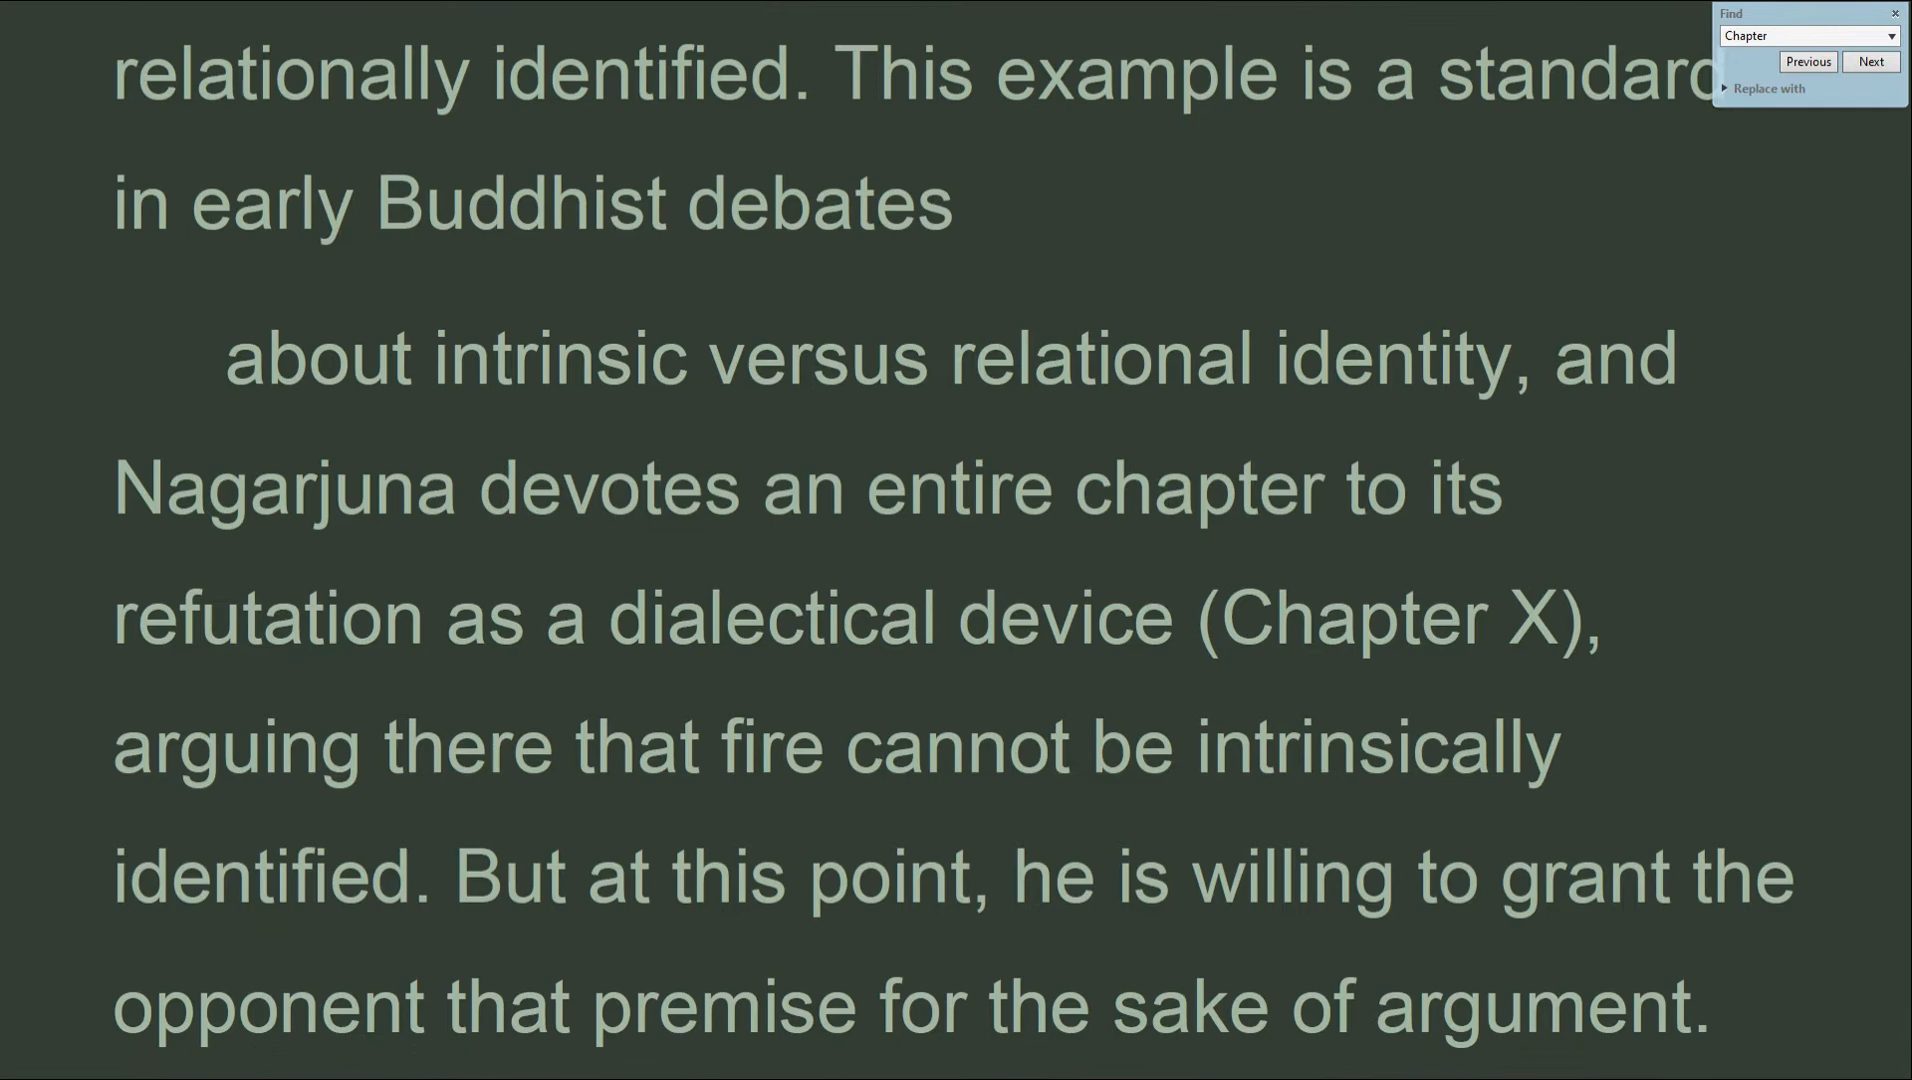 relationally identified. This example is a standard
in early Buddhist debates
about intrinsic versus relational identity, and
Nagarjuna devotes an entire chapter to its
refutation as a dialectical device (Chapter X),
arguing there that fire cannot be intrinsically
identified. But at this point, he is willing to grant the
opponent that premise for the sake of argument.
Find
Chapter
Previous Next
Replace with